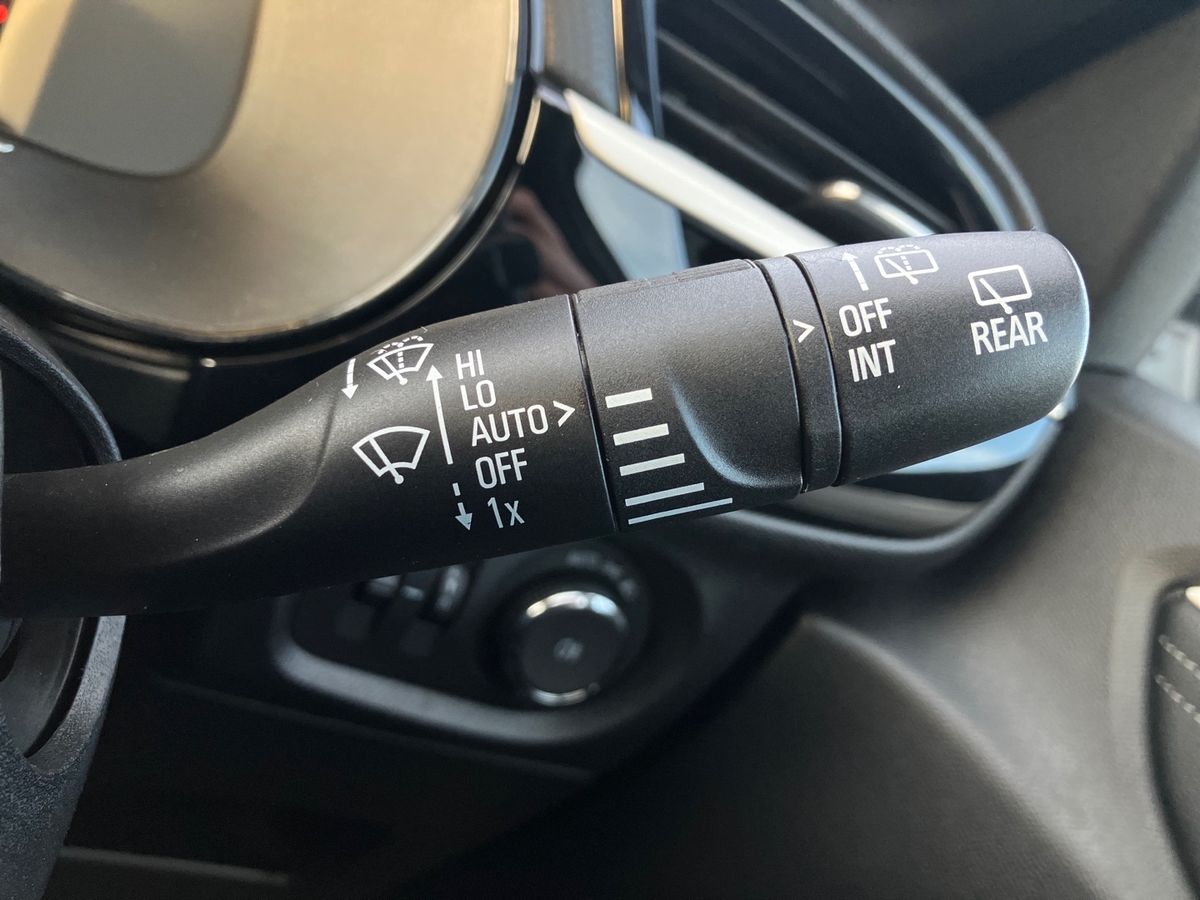 HI
LO
AUTO >
OFF
1x
>
OFF
INT
REAR